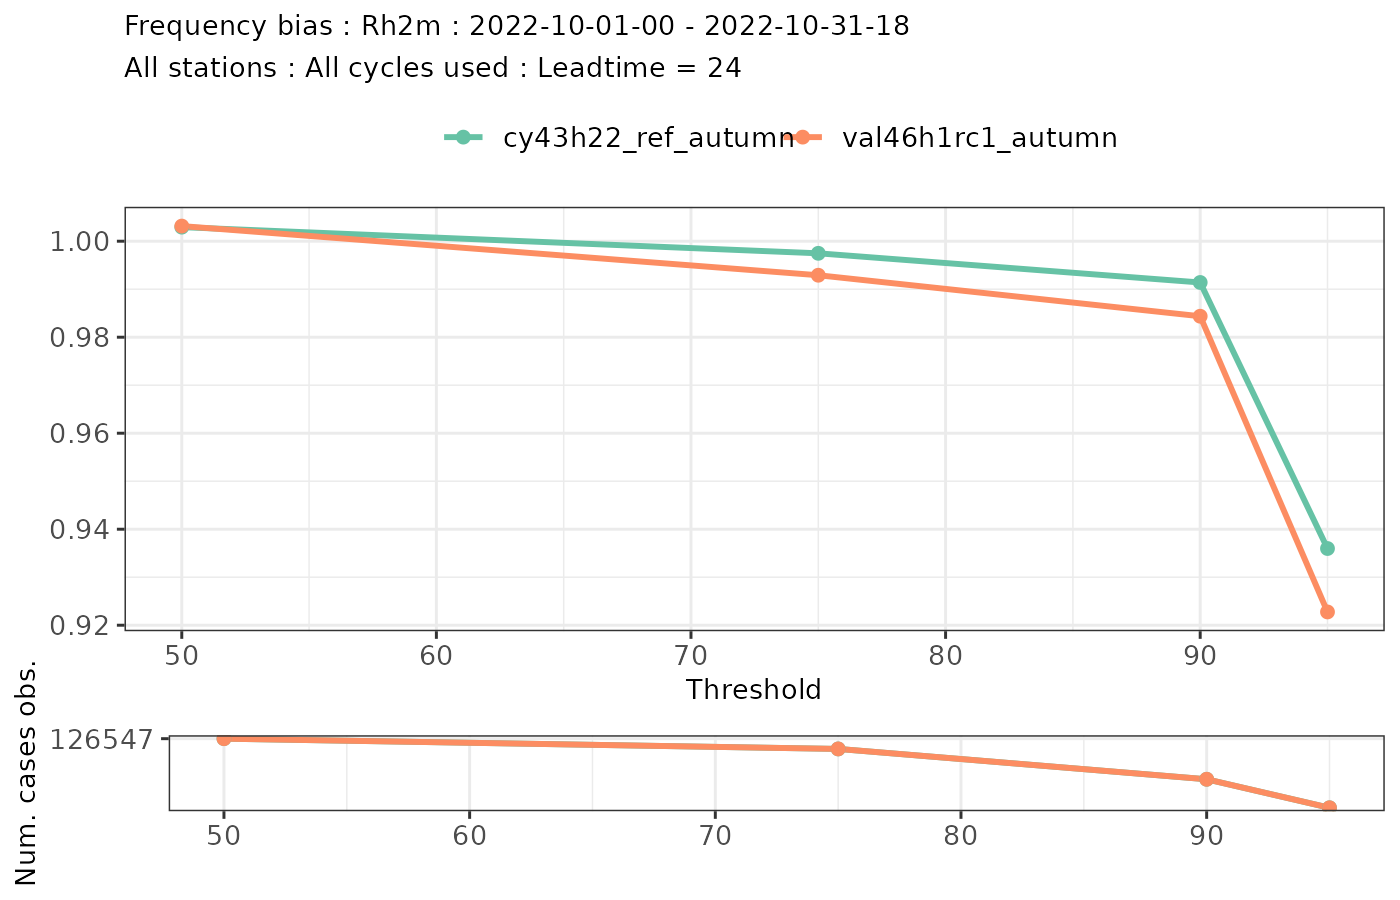 Frequency bias : Rh2m : 2022-10-01-00 - 2022-10-31-18
All stations : All cycles used : Leadtime = 24
cy43h22_ref_autumn
val46h1rc1_autumn
1.00
0.98
0.96
0.94
0.92
50 60 70 80 90
Threshold
Num. cases obs.
126547
50 60 70 80 90